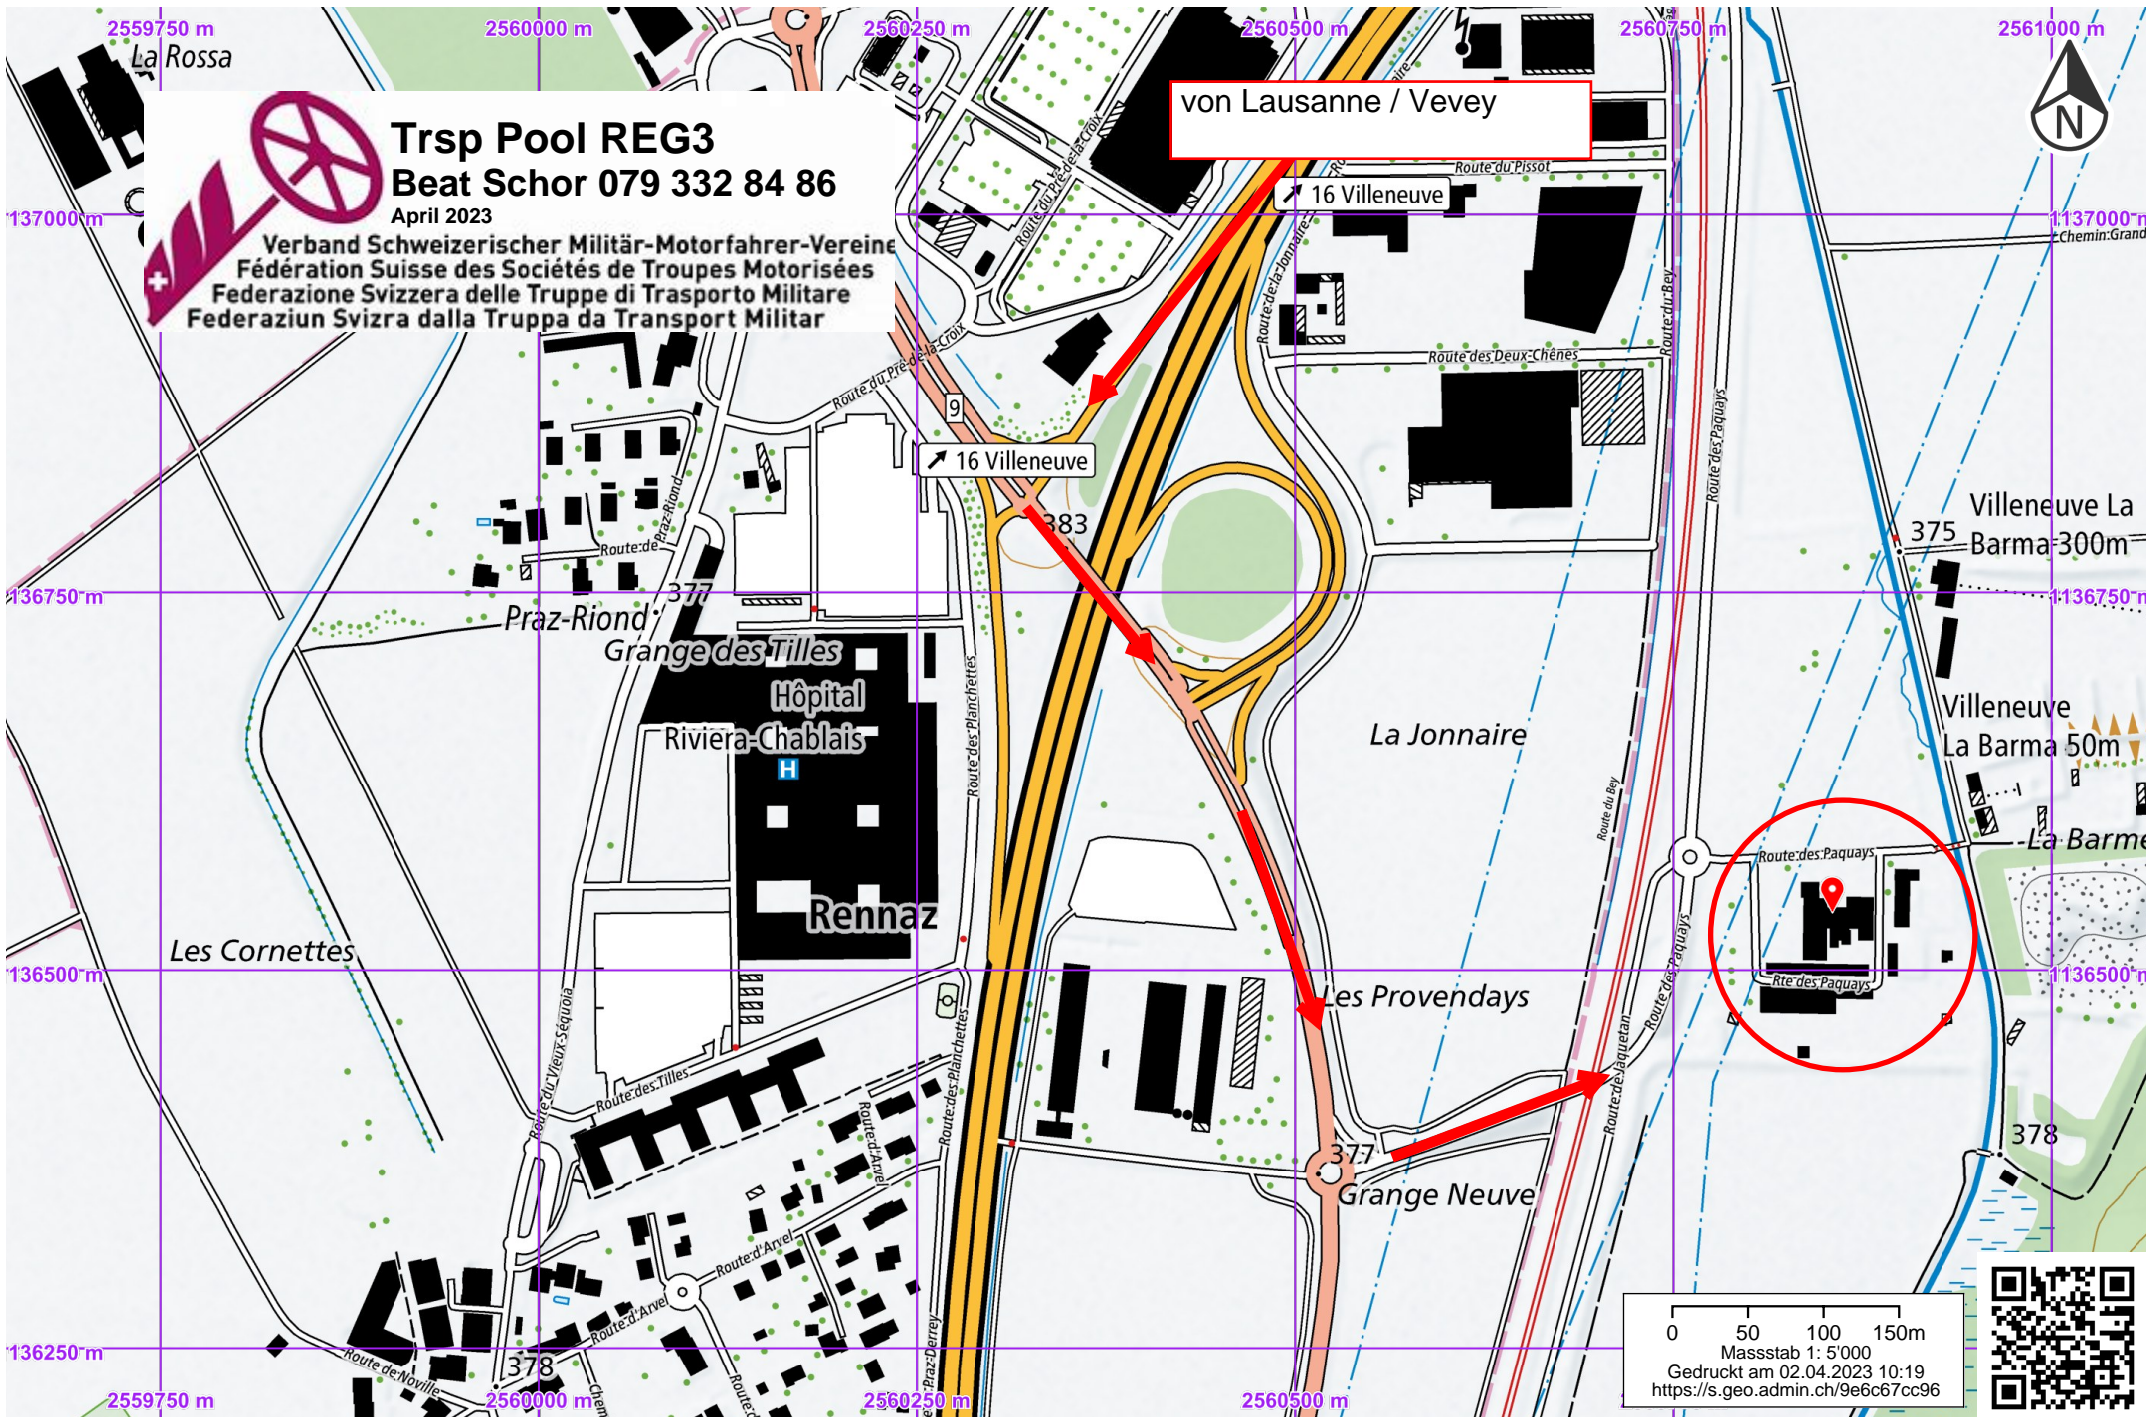 2559750 m
2560000 m
2560250 m
2560500 m
2560750 m
2561000 m
La Rossa
von Lausanne / Vevey
N
Trsp Pool REG3
Beat Schor 079 332 84 86
April 2023
Verband Schweizerischer Militär-Motorfahrer-Vereine
Fédération Suisse des Sociétés de Troupes Motorisées
Federazione Svizzera delle Truppe di Trasporto Militare
Federaziun Svizra dalla Truppa da Transport Militar
Route du Pré-de-la-Croix
Route du Pissot
16 Villeneuve
137000 m
1137000 m
Chemin Grand
Route de la Jonnaire
Route du Bey
Route des Deux-Chênes
Route du Pré-de-la-Croix
9
16 Villeneuve
Route des Paquays
383
Route de Praz-Riond
375
Villeneuve La
Barma 300m
136750 m
1136750 m
377
Praz-Riond
Grange des Tilles
Hôpital
Riviera-Chablais
H
Route des Planchettes
La Jonnaire
Villeneuve
La Barma 50m
Route du Bey
La Barme
Route des Paquays
Rennaz
Les Cornettes
136500 m
1136500 m
Rte des Paquays
Route des Paquays
Les Provendays
Route du Vieux-Séquoia
Route des Tilles
Route des Planchettes
Route d'Arvel
Route de Jaquetan
377
Grange Neuve
378
Route d'Arvel
Route d'Arvel
136250 m
Route de Noville
378
Chem
Route d
Praz-Derrey
0 50 100 150m
Massstab 1: 5'000
Gedruckt am 02.04.2023 10:19
https://s.geo.admin.ch/9e6c67cc96
2559750 m
2560000 m
2560250 m
2560500 m